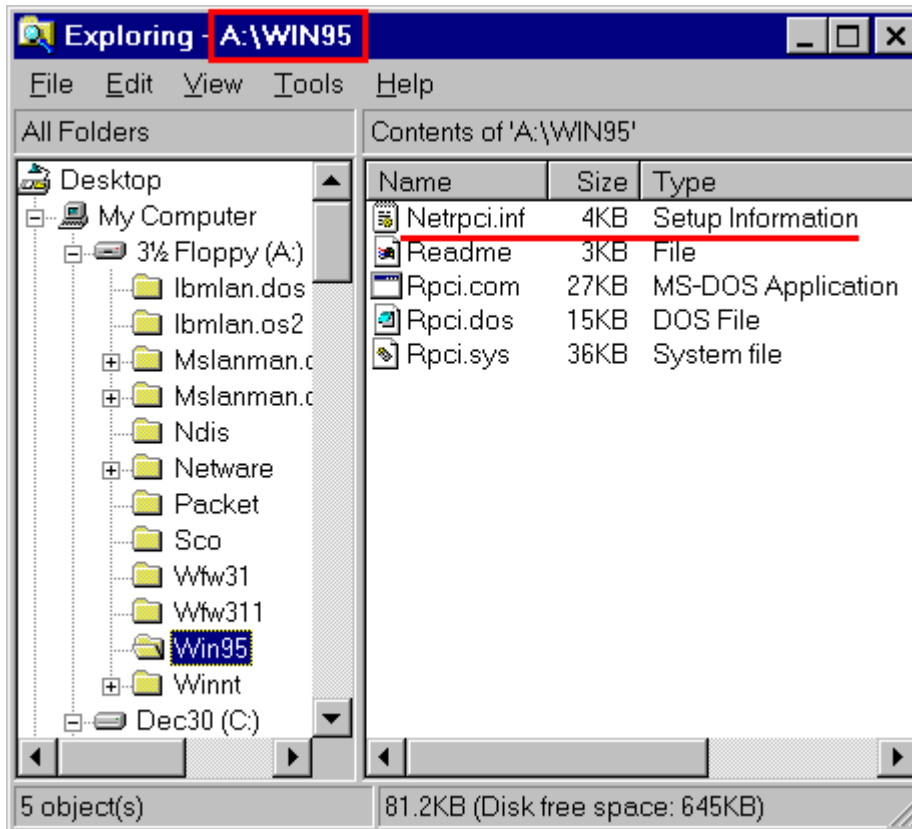 Exploring - A:\WIN95
File Edit View Tools Help
All Folders
Contents of 'A:\WIN95'
Desktop
My Computer
3½ Floppy (A:)
Ibmlan.dos
Ibmlan.os2
Mslanman.
Mslanman.
Ndis
Netware
Packet
Sco
Wfw31
Wfw311
Win95
Winnt
Dec30 (C:)
Name Size Type
Netrpci.inf 4KB Setup Information
Readme 3KB File
Rpci.com 27KB MS-DOS Application
Rpci.dos 15KB DOS File
Rpci.sys 36KB System file
5 object(s)
81.2KB (Disk free space: 645KB)